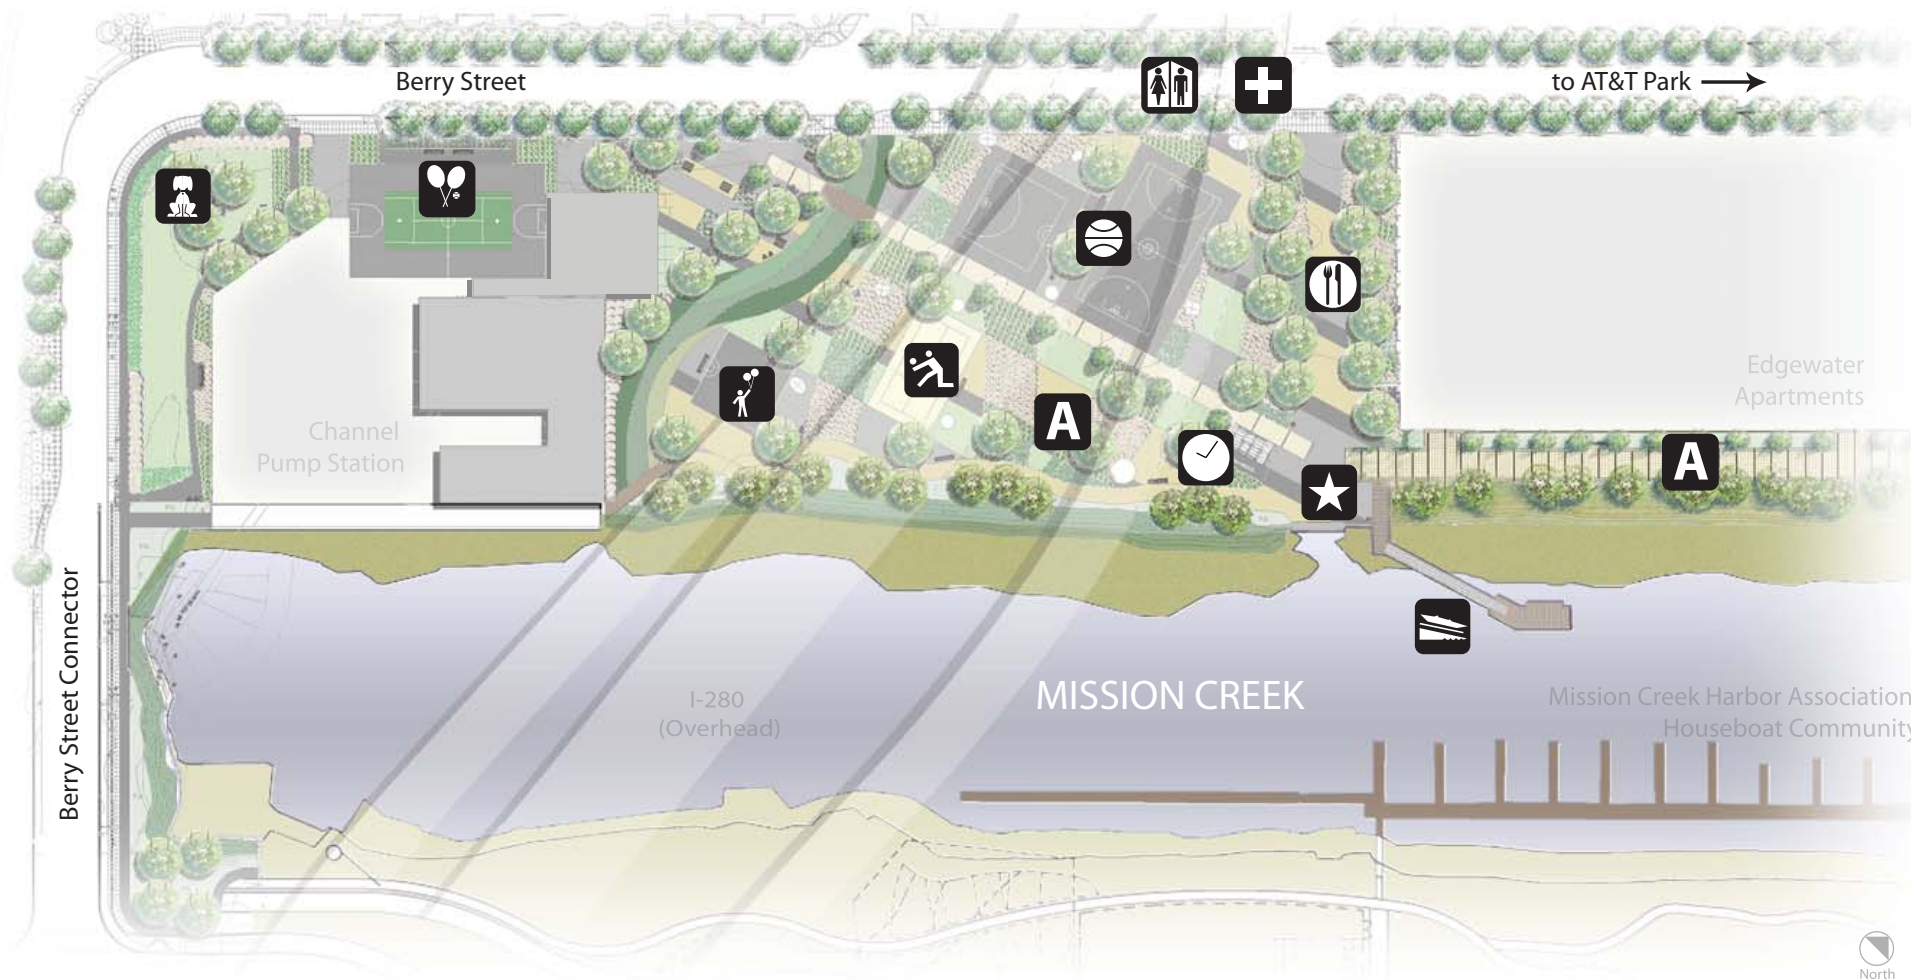 Berry Street
to AT&T Park
Edgewater
Apartments
Channel
Pump Station
A
A
Berry Street Connector
MISSION CREEK
I-280
(Overhead)
Mission Creek Harbor Association
Houseboat Community
North